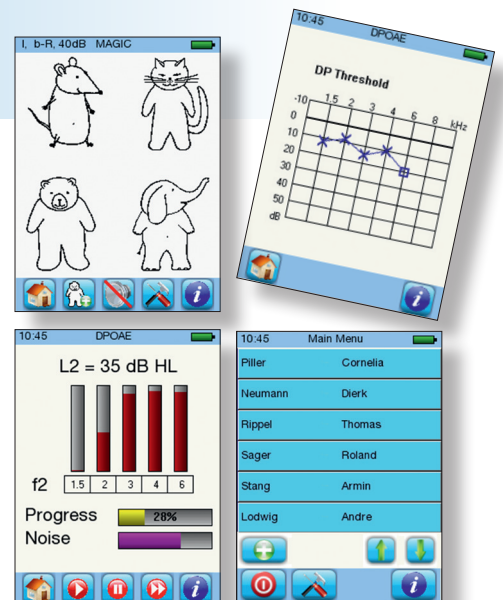 I, b-R, 40dB MAGIC
10:45
DPOAE
DP Threshold
-10 1.5 2 3 4 6 8 kHz
0
10
20
30
40
50
dB
10:45 DPOAE
L2 = 35 dB HL
f2 1.5 2 3 4 6
Progress 28%
Noise
10:45 Main Menu
Piller Cornelia
Neumann Dierk
Rippel Thomas
Sager Roland
Stang Armin
Lodwig Andre